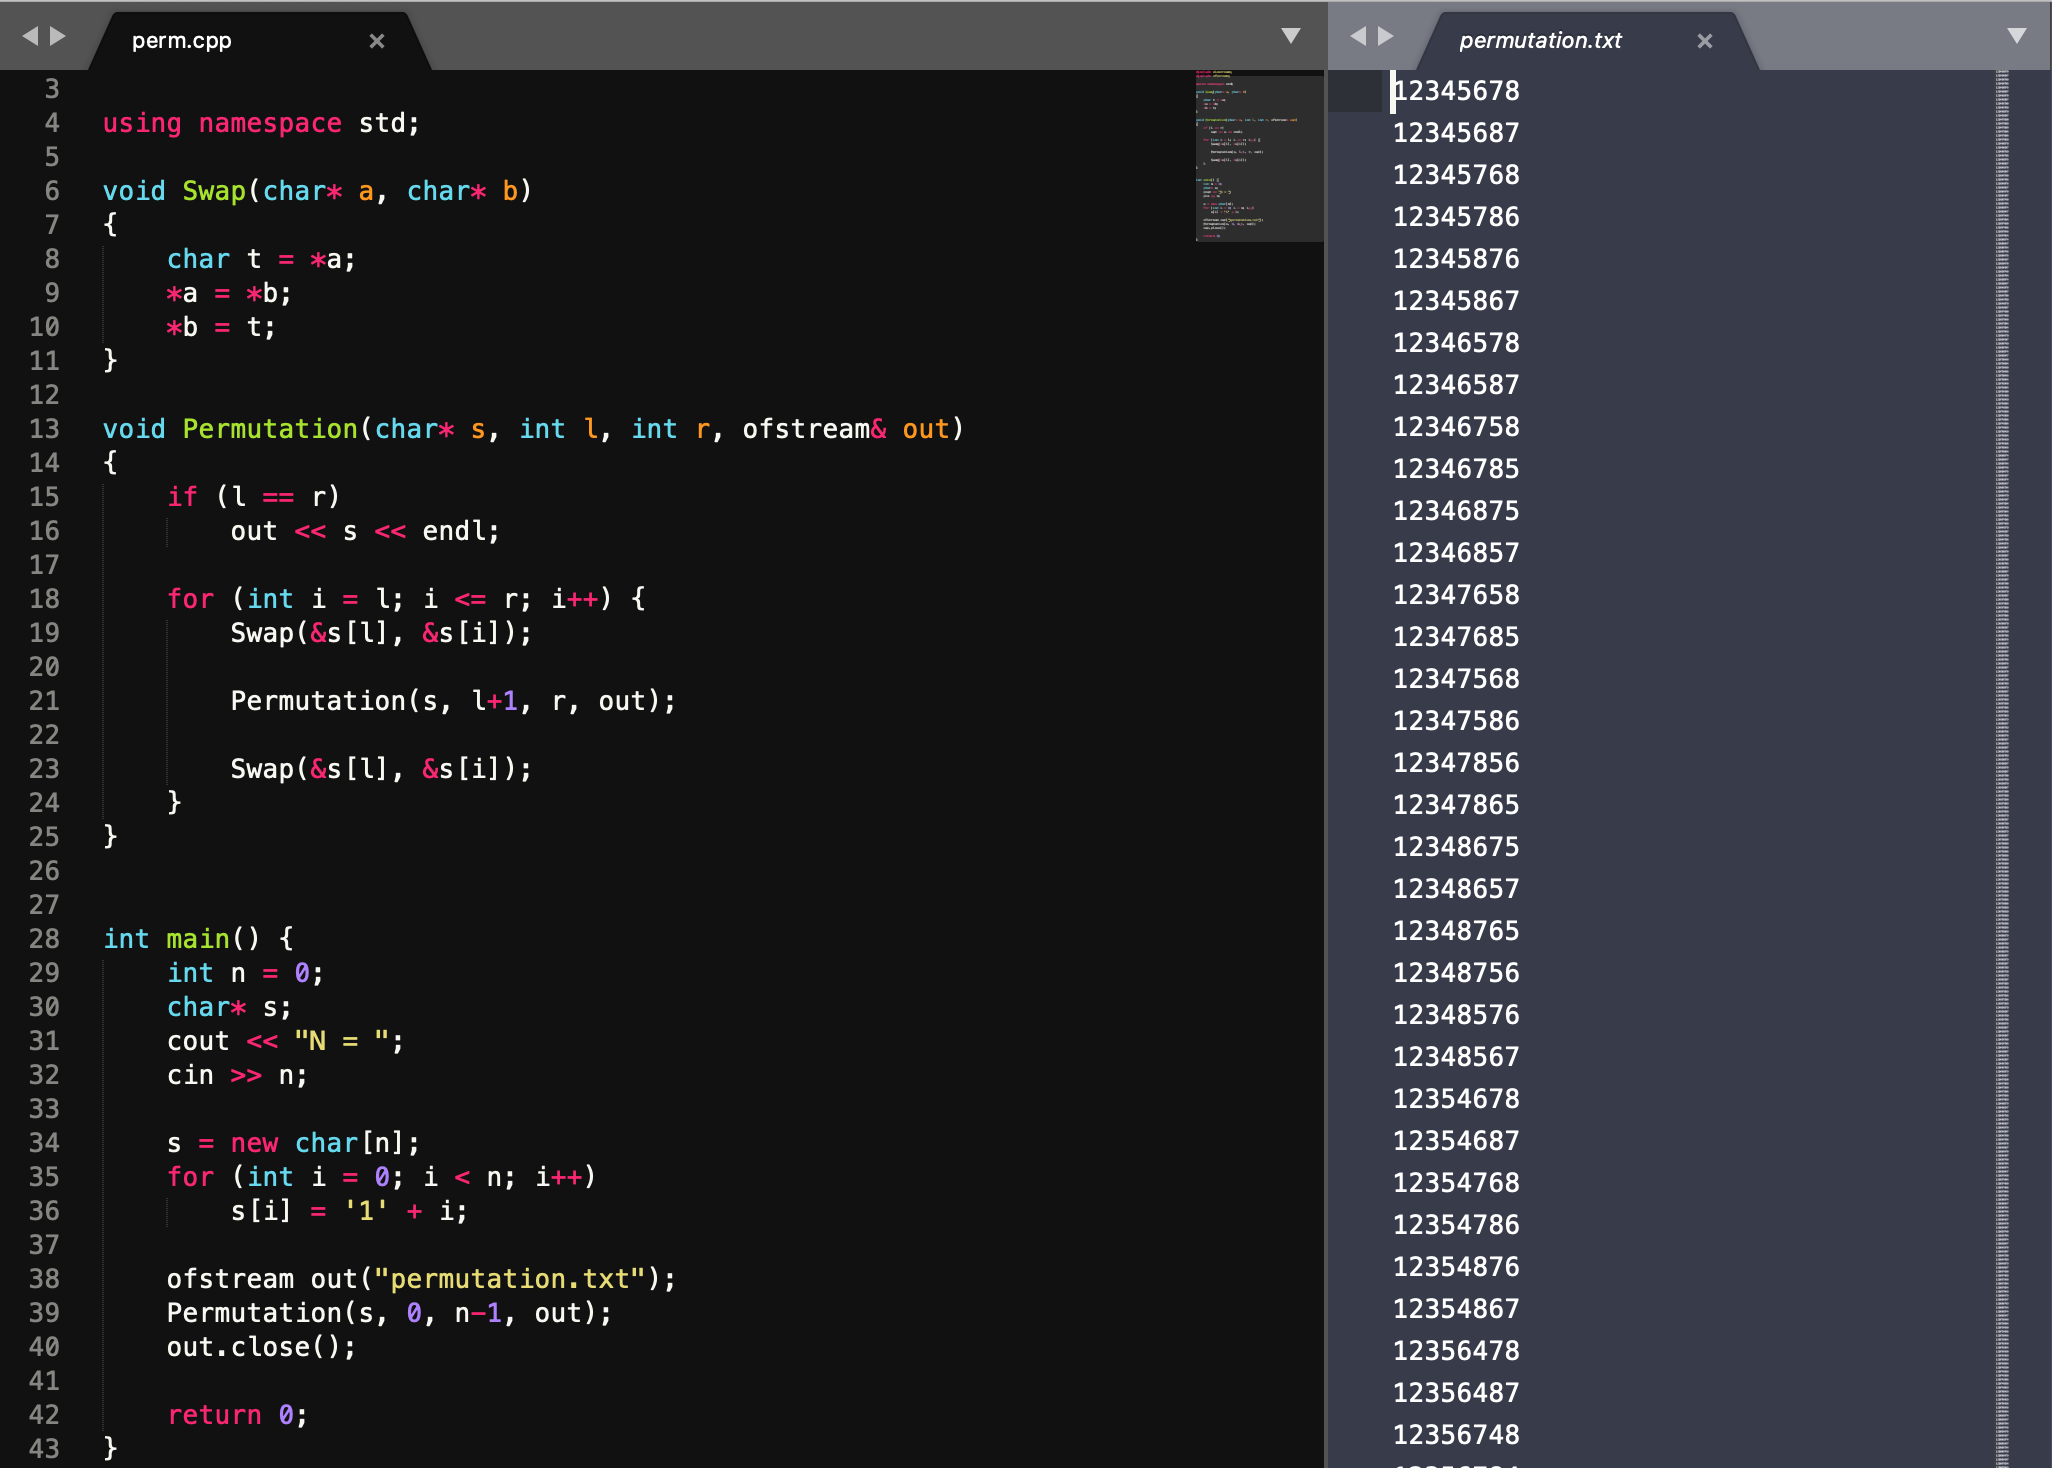 perm.cpp
3
4 using namespace std;
5
6 void Swap(char* a, char* b)
7 {
8     char t = *a;
9     *a = *b;
10     *b = t;
11 }
12
13 void Permutation(char* s, int l, int r, ofstream& out)
14 {
15     if (l == r)
16         out << s << endl;
17
18     for (int i = l; i <= r; i++) {
19         Swap(&s[l], &s[i]);
20
21         Permutation(s, l+1, r, out);
22
23         Swap(&s[l], &s[i]);
24     }
25 }
26
27
28 int main() {
29     int n = 0;
30     char* s;
31     cout << "N = ";
32     cin >> n;
33
34     s = new char[n];
35     for (int i = 0; i < n; i++)
36         s[i] = '1' + i;
37
38     ofstream out("permutation.txt");
39     Permutation(s, 0, n-1, out);
40     out.close();
41
42     return 0;
43 }
permutation.txt
12345678
12345687
12345768
12345786
12345876
12345867
12346578
12346587
12346758
12346785
12346875
12346857
12347658
12347685
12347568
12347586
12347856
12347865
12348675
12348657
12348765
12348756
12348576
12348567
12354678
12354687
12354768
12354786
12354876
12354867
12356478
12356487
12356748